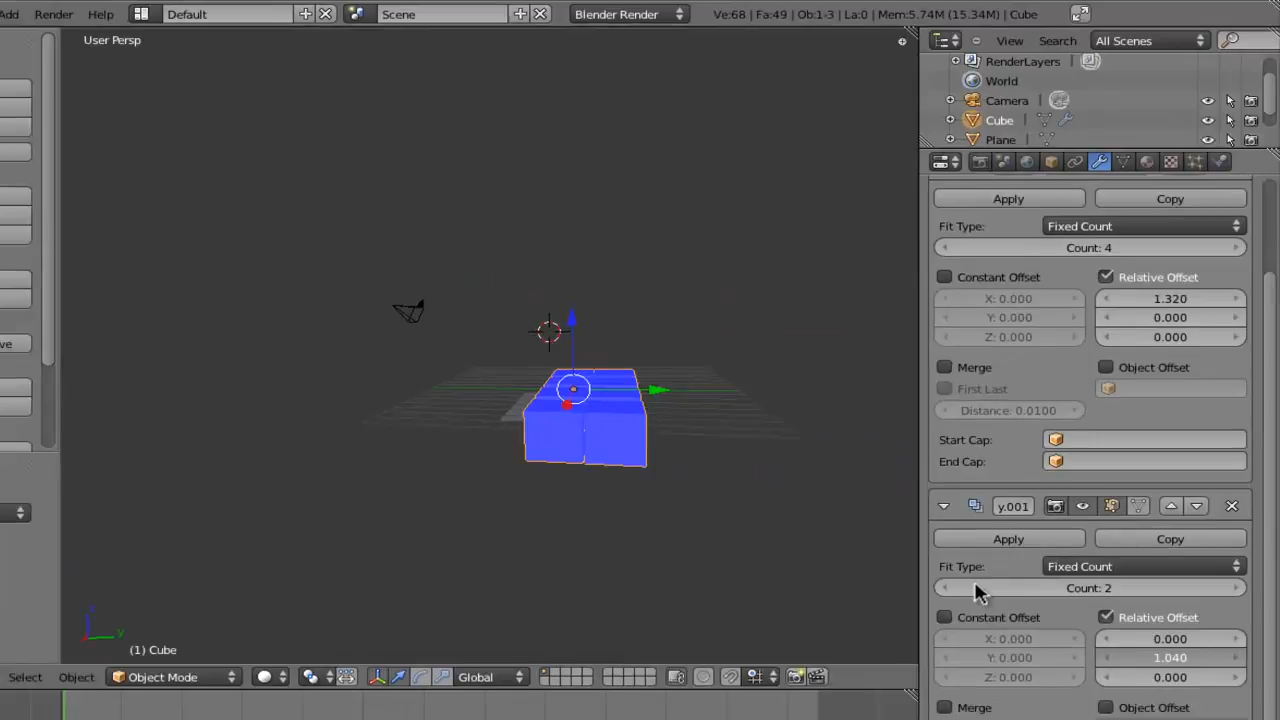 Add Render Help Default Scene Blender Render Ve:68 | Fa:49 | Ob:1-3 | La:0 | Mem:5.74M (15.34M) | Cube
User Persp
View Search All Scenes
RenderLayers
World
Camera
Cube
Plane
Apply Copy
Fit Type: Fixed Count
Count: 4
Constant Offset Relative Offset
X: 0.000 1.320
Y: 0.000 0.000
Z: 0.000 0.000
Merge Object Offset
First Last
Distance: 0.0100
Start Cap:
End Cap:
y.001
Apply Copy
Fit Type: Fixed Count
Count: 2
Constant Offset Relative Offset
X: 0.000 0.000
Y: 0.000 1.040
Z: 0.000 0.000
Merge Object Offset
ve
z
y
(1) Cube
Select Object Object Mode Global